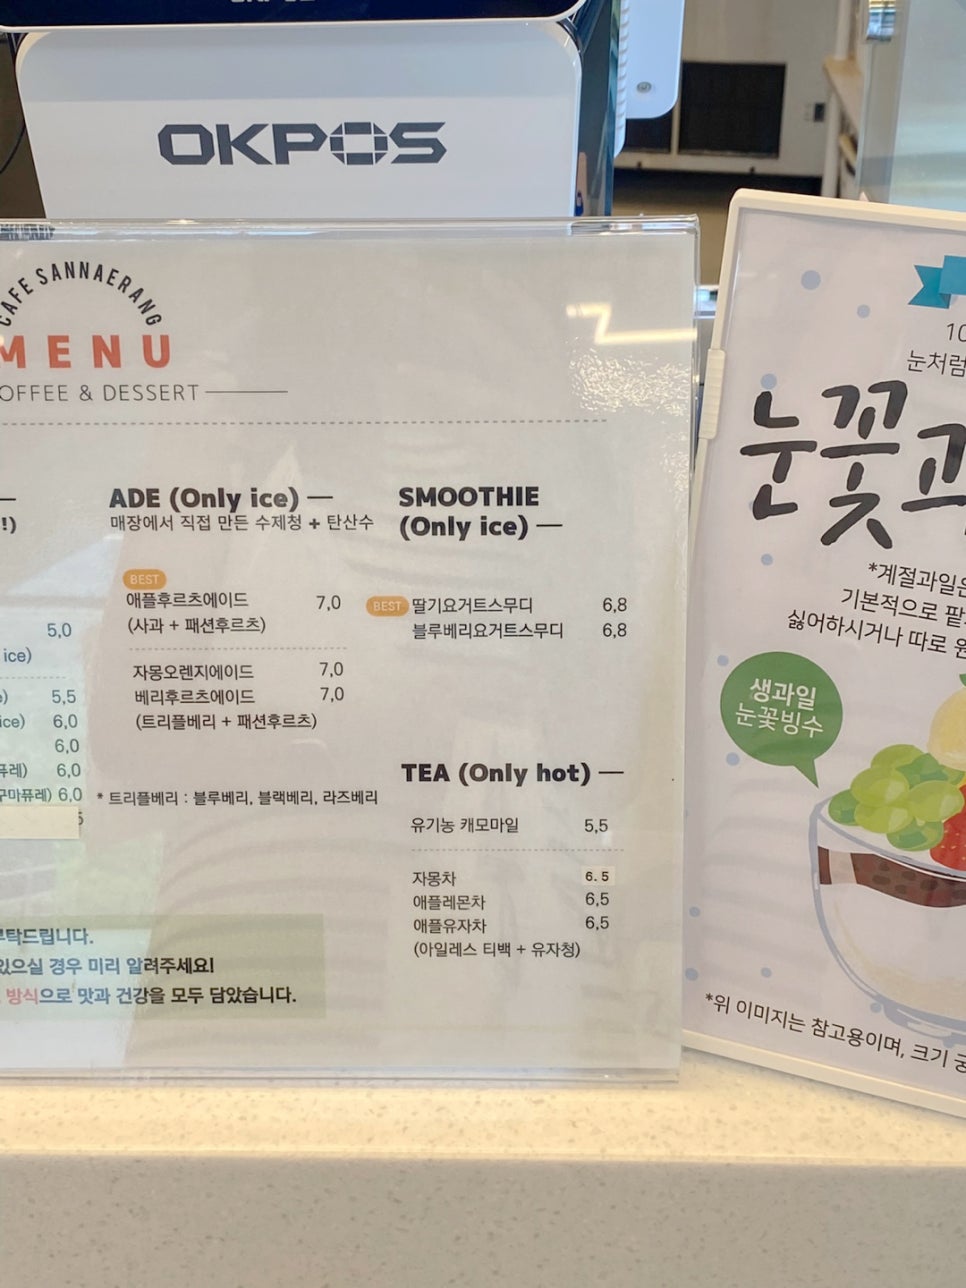 OKPOS
CAFE SANNAERANG
MENU
OFFEE & DESSERT
!)
5,0
ice)
5,5
ice) 6,0
6,0
퓨레) 6,0
구마퓨레) 6,0
ADE (Only ice)
매장에서 직접 만든 수제청 + 탄산수
BEST
애플후르츠에이드 7,0
(사과 + 패션후르츠)
자몽오렌지에이드 7,0
베리후르츠에이드 7,0
(트리플베리 + 패션후르츠)
* 트리플베리 : 블루베리, 블랙베리, 라즈베리
SMOOTHIE
(Only ice)
BEST 딸기요거트스무디 6,8
블루베리요거트스무디 6,8
TEA (Only hot)
유기농 캐모마일 5,5
자몽차 6.5
애플레몬차 6,5
애플유자차 6,5
(아일레스 티백 + 유자청)
부탁드립니다.
있으실 경우 미리 알려주세요!
방식으로 맛과 건강을 모두 담았습니다.
10
눈처럼
눈꽃
*계절과일은
기본적으로 팥
싫어하시거나 따로 원
생과일
눈꽃빙수
*위 이미지는 참고용이며, 크기